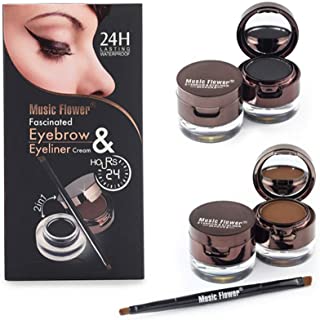 24H
LASTING
WATERPROOF
Music Flower
Fascinated
Eyebrow
&
Eyeliner Cream
HOURS
24
2in1
Music Flower
Music Flower
Music Flower